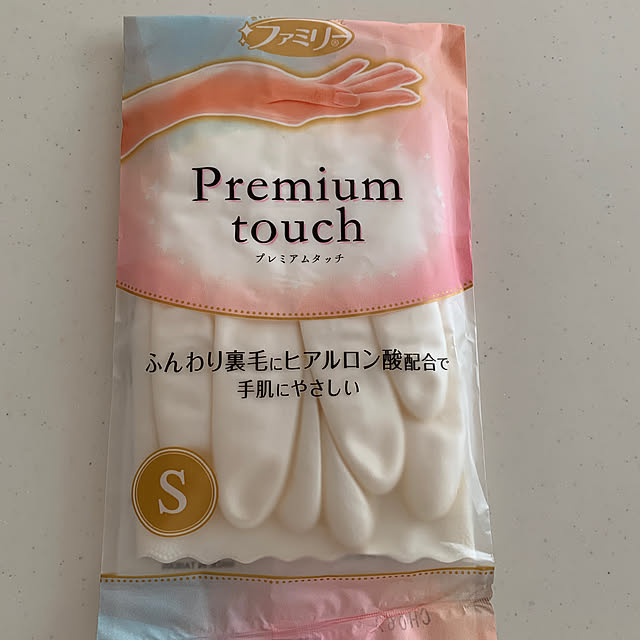 ファミリー®
Premium
touch
プレミアムタッチ
ふんわり裏毛にヒアルロン酸配合で
手肌にやさしい
S